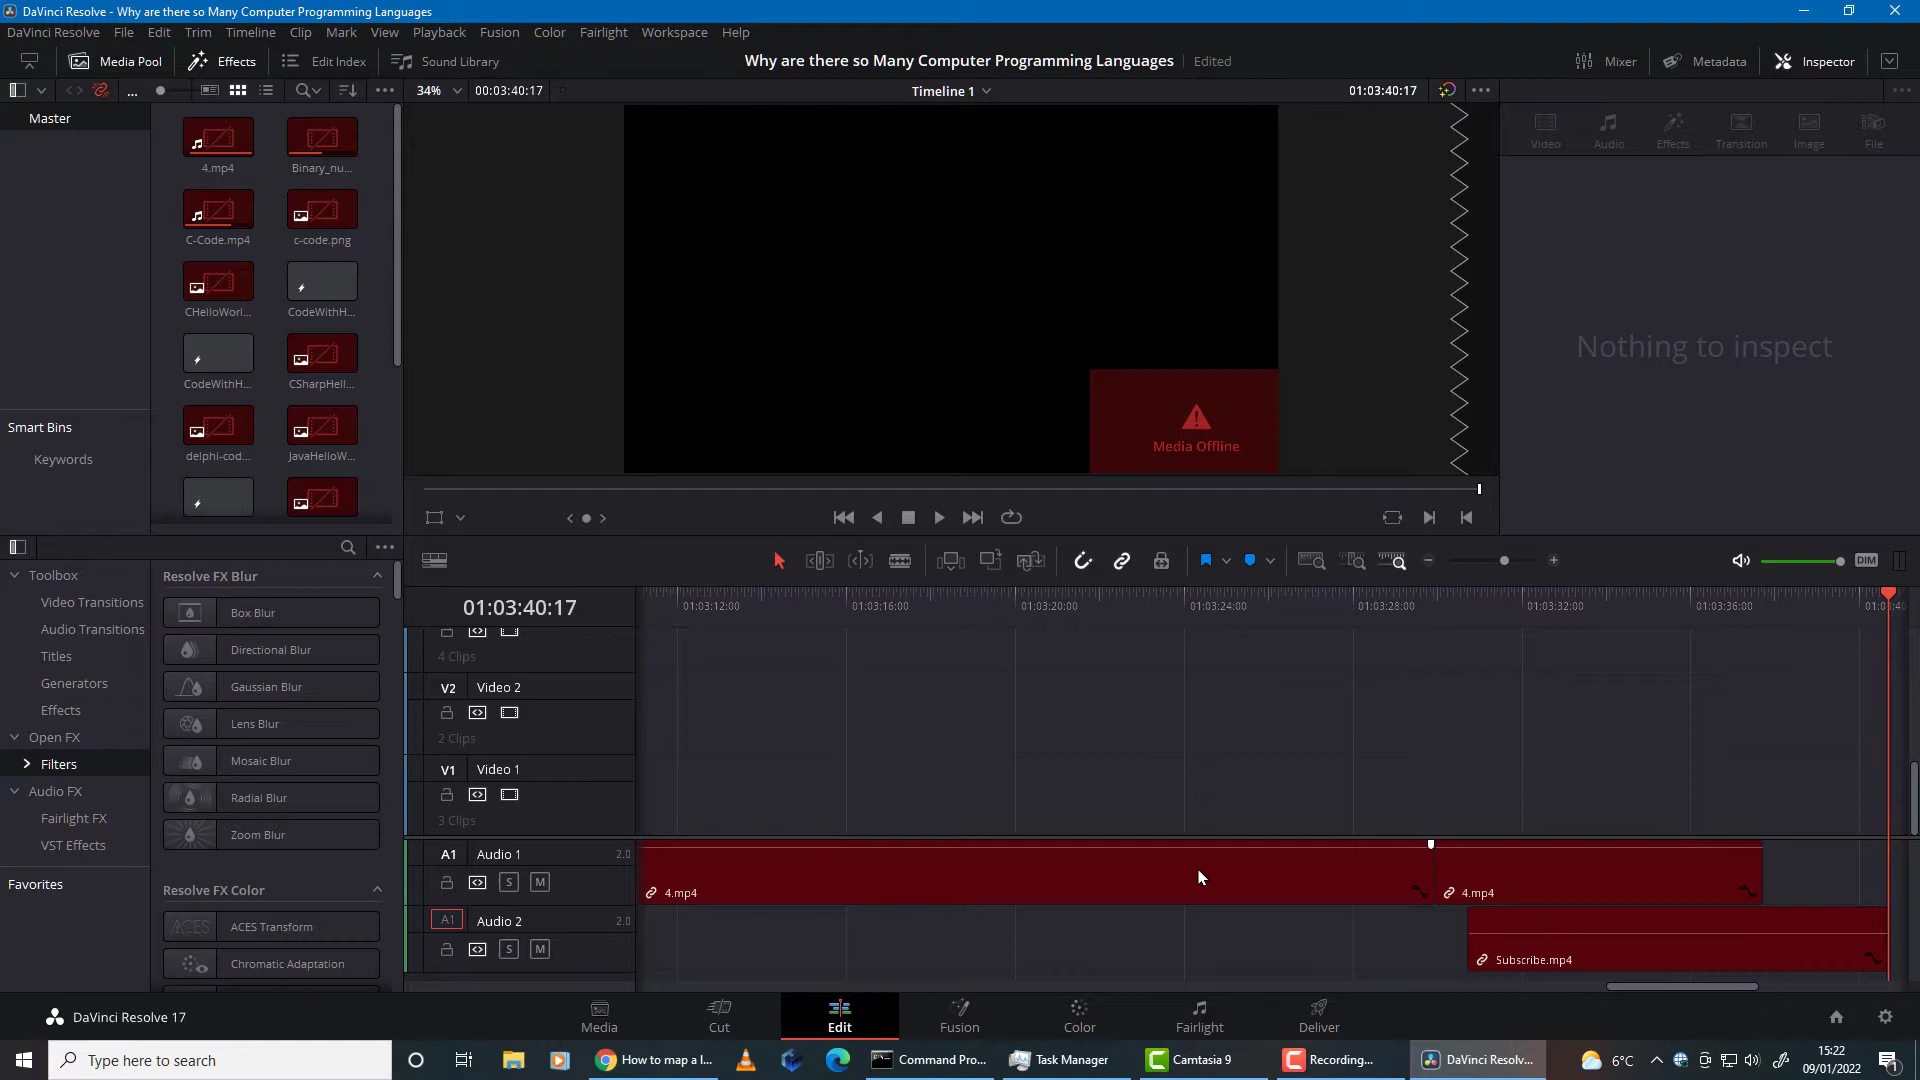 DaVinci Resolve - Why are there so Many Computer Programming Languages
DaVinci Resolve File Edit Trim Timeline Clip Mark View Playback Fusion Color Fairlight Workspace Help
Media Pool Effects Edit Index Sound Library Why are there so Many Computer Programming Languages Edited Mixer Metadata Inspector
... 34% 00:03:40:17 Timeline 1 01:03:40:17
Master
Video Audio Effects Transition Image File
4.mp4 Binary_nu...
C-Code.mp4 c-code.png
CHelloWorl... CodeWithH...
CodeWithH... CSharpHell...
delphi-cod... JavaHelloW...
Nothing to inspect
Media Offline
Smart Bins
Keywords
Toolbox
Video Transitions
Audio Transitions
Titles
Generators
Effects
Open FX
Filters
Audio FX
Fairlight FX
VST Effects
Favorites
Resolve FX Blur
Box Blur
Directional Blur
Gaussian Blur
Lens Blur
Mosaic Blur
Radial Blur
Zoom Blur
Resolve FX Color
ACES ACES Transform
Chromatic Adaptation
DIM
01:03:40:17 01:03:12:00 01:03:16:00 01:03:20:00 01:03:24:00 01:03:28:00 01:03:32:00 01:03:36:00
4 Clips
V2 Video 2
2 Clips
V1 Video 1
3 Clips
A1 Audio 1 2.0
S M
4.mp4 4.mp4
A1 Audio 2 2.0
S M
Subscribe.mp4
DaVinci Resolve 17 Media Cut Edit Fusion Color Fairlight Deliver
Type here to search How to map a l... Command Pro... Task Manager Camtasia 9 Recording... DaVinci Resolv... 6°C 15:22
09/01/2022
1